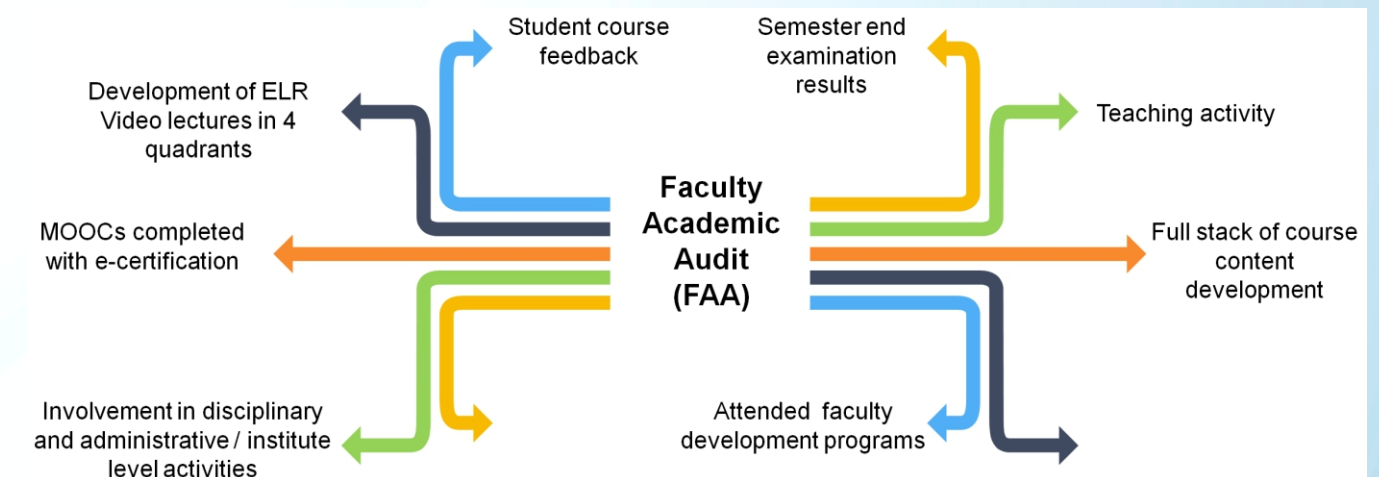 Student course
feedback
Semester end
examination
results
Development of ELR
Video lectures in 4
quadrants
Teaching activity
Faculty
Academic
Audit
(FAA)
MOOCs completed
with e-certification
Full stack of course
content
development
Involvement in disciplinary
and administrative / institute
level activities
Attended faculty
development programs